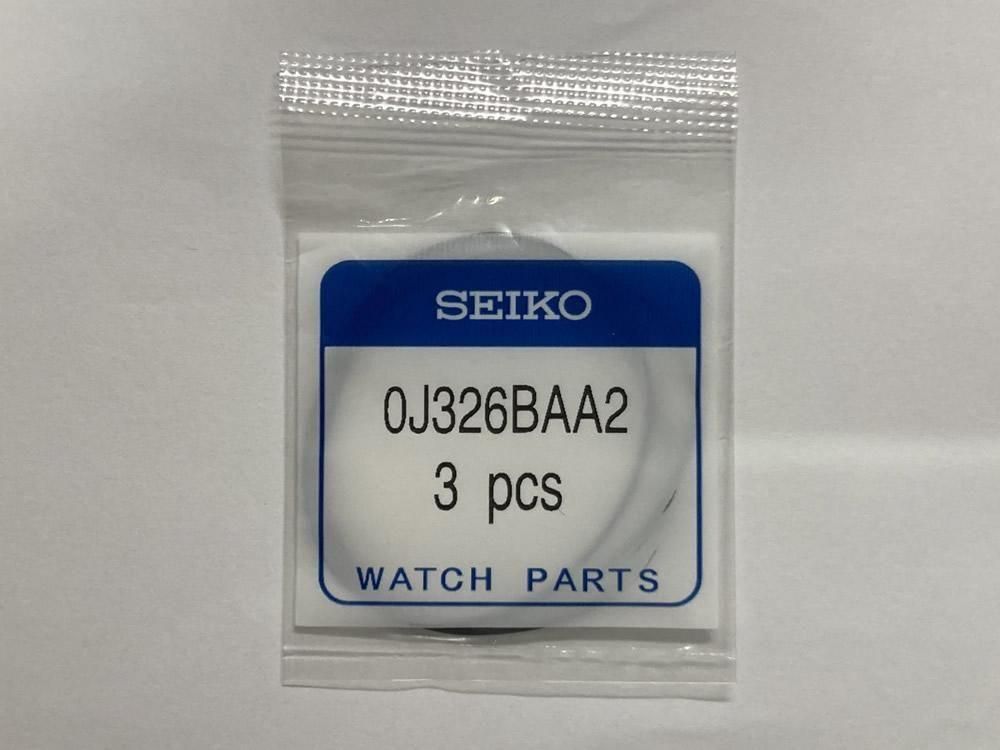 SEIKO
0J326BAA2
3 pcs
WATCH PARTS